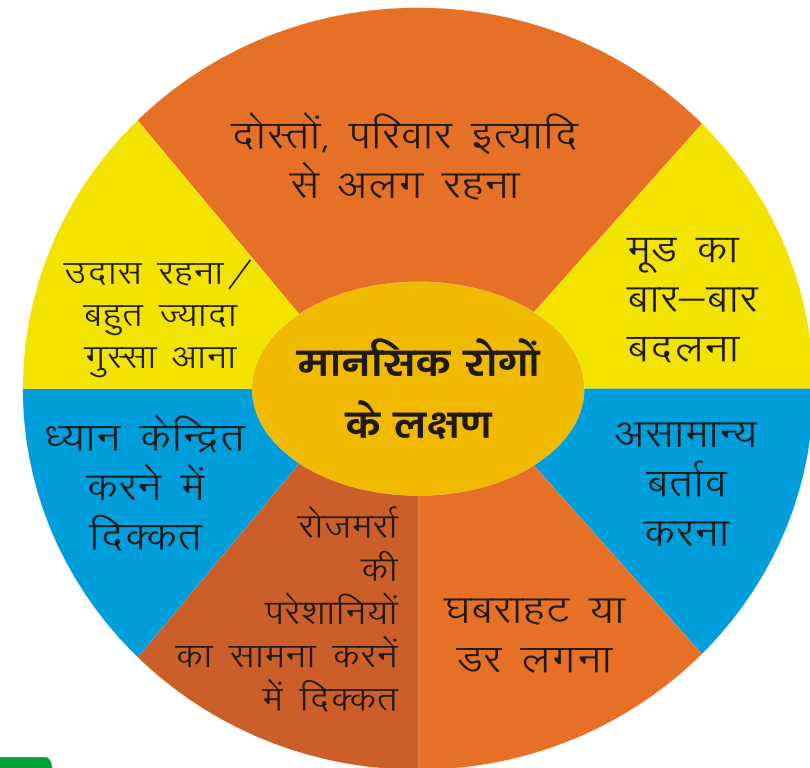 मानसिक रोगों
के लक्षण
दोस्तों, परिवार इत्यादि
से अलग रहना
मूड का
बार–बार
बदलना
असामान्य
बर्ताव
करना
घबराहट या
डर लगना
रोजमर्रा
की
परेशानियों
का सामना करनें
में दिक्कत
ध्यान केन्द्रित
करने में
दिक्कत
उदास रहना/
बहुत ज्यादा
गुस्सा आना